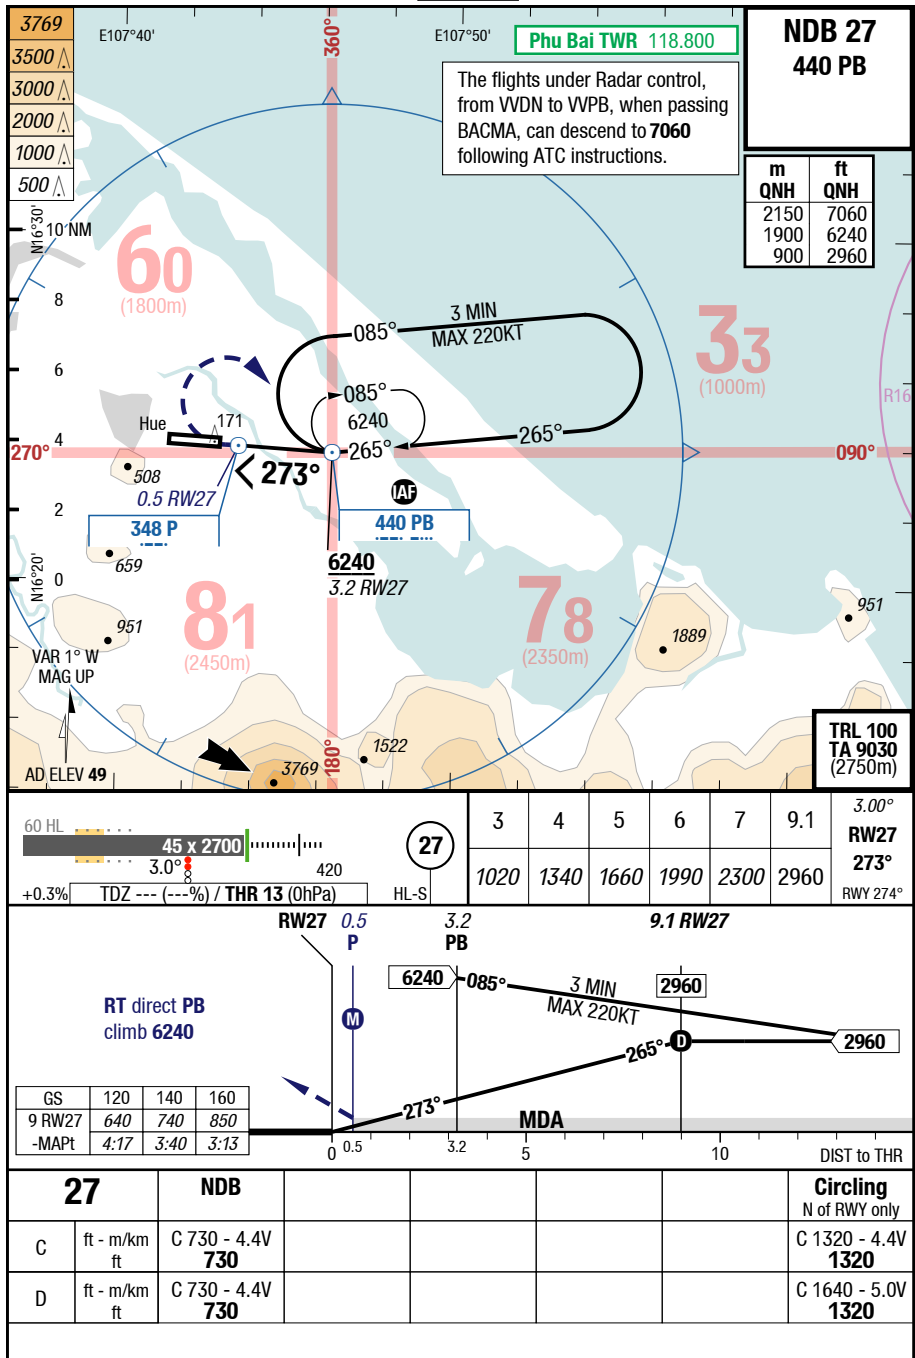 3769
3500
3000
2000
1000
500
E107°40'
360°
E107°50'
Phu Bai TWR 118.800
NDB 27
440 PB
The flights under Radar control,
from VVDN to VVPB, when passing
BACMA, can descend to 7060
following ATC instructions.
m ft
QNH QNH
2150 7060
1900 6240
900 2960
N16°30'
10 NM
60
(1800m)
8
6
4
2
0
33
(1000m)
3 MIN
MAX 220KT
085°
085°
6240
265°
265°
R16
Hue
171
270°
090°
273°
508
0.5 RW27
348 P
IAF
440 PB
6240
3.2 RW27
659
N16°20'
951
81
(2450m)
78
(2350m)
1889
951
VAR 1° W
MAG UP
AD ELEV 49
3769
180°
1522
TRL 100
TA 9030
(2750m)
60 HL
45 x 2700
3.0°
420
+0.3%
TDZ --- (---%) / THR 13 (0hPa)
27
HL-S
3 4 5 6 7 9.1
1020 1340 1660 1990 2300 2960
3.00°
RW27
273°
RWY 274°
RW27 0.5 3.2 9.1 RW27
P PB
6240
085°
3 MIN
MAX 220KT
2960
2960
RT direct PB
climb 6240
M
D
265°
273°
MDA
GS 120 140 160
9 RW27 640 740 850
-MAPt 4:17 3:40 3:13
0 0.5 3.2 5 10 DIST to THR
27 NDB Circling
N of RWY only
C ft - m/km C 730 - 4.4V C 1320 - 4.4V
ft 730 1320
D ft - m/km C 730 - 4.4V C 1640 - 5.0V
ft 730 1320